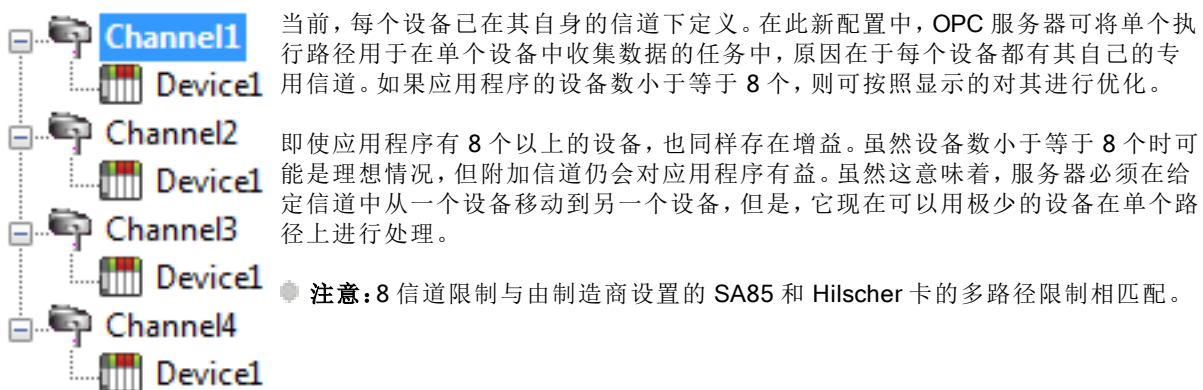 Channel1
Device1
Channel2
Device1
Channel3
Device1
Channel4
Device1
当前，每个设备已在其自身的信道下定义。在此新配置中，OPC 服务器可将单个执
行路径用于在单个设备中收集数据的任务中，原因在于每个设备都有其自己的专
用信道。如果应用程序的设备数小于等于 8 个，则可按照显示的对其进行优化。
即使应用程序有 8 个以上的设备，也同样存在增益。虽然设备数小于等于 8 个时可
能是理想情况，但附加信道仍会对应用程序有益。虽然这意味着，服务器必须在给
定信道中从一个设备移动到另一个设备，但是，它现在可以用极少的设备在单个路
径上进行处理。
注意：8 信道限制与由制造商设置的 SA85 和 Hilscher 卡的多路径限制相匹配。